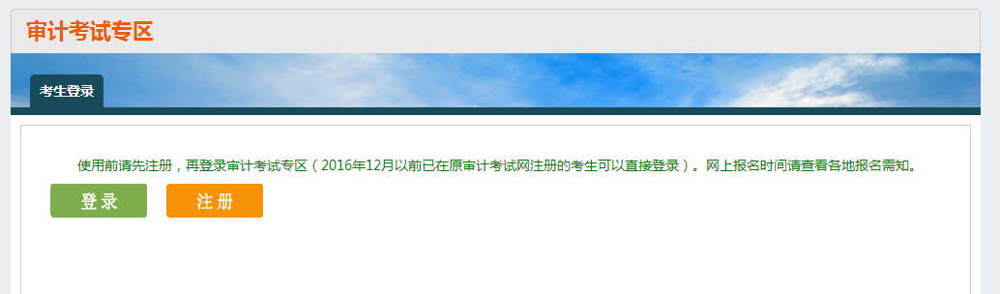 审计考试专区
考生登录
使用前请先注册，再登录审计考试专区（2016年12月以前已在原审计考试网注册的考生可以直接登录）。网上报名时间请查看各地报名需知。
登录 注册